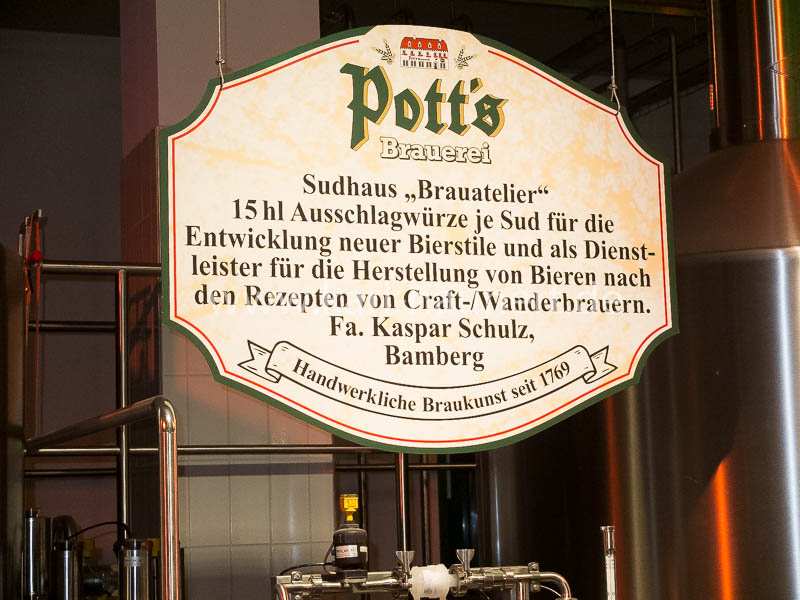 Pott's
Brauerei
Sudhaus „Brauatelier“
15 hl Ausschlagwürze je Sud für die
Entwicklung neuer Bierstile und als Dienst-
leister für die Herstellung von Bieren nach
den Rezepten von Craft-/Wanderbrauern.
Fa. Kaspar Schulz,
Bamberg
Handwerkliche Braukunst seit 1769